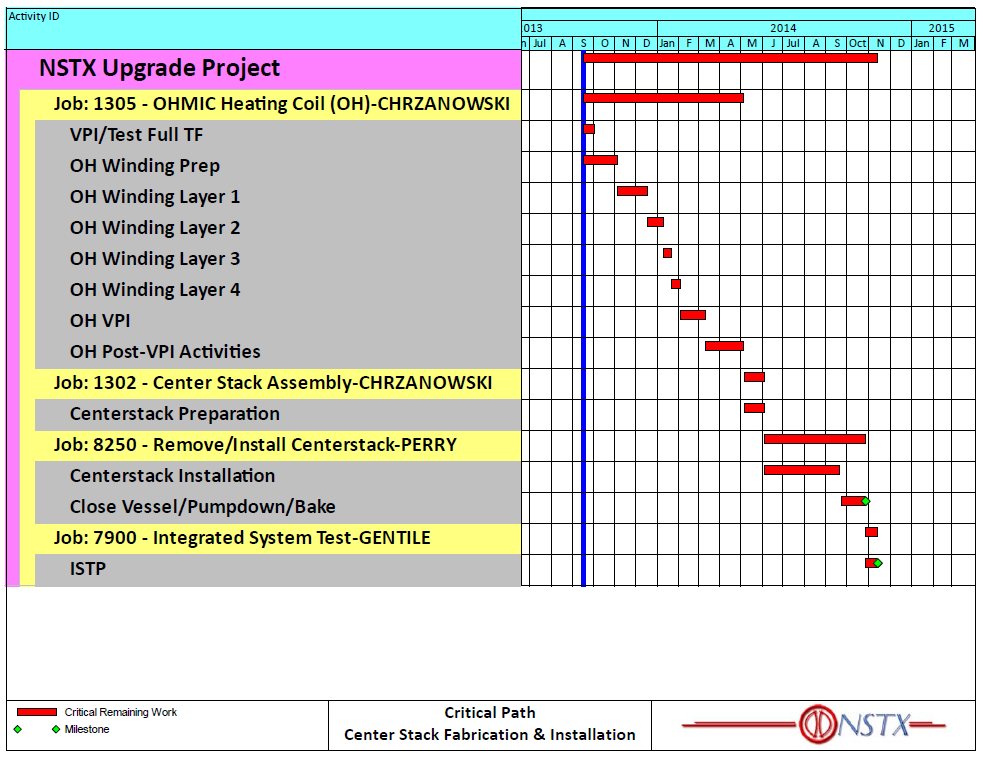 Activity ID
013 2014 2015
n Jul A S O N D Jan F M A M J Jul A S Oct N D Jan F M
NSTX Upgrade Project
Job: 1305 - OHMIC Heating Coil (OH)-CHRZANOWSKI
VPI/Test Full TF
OH Winding Prep
OH Winding Layer 1
OH Winding Layer 2
OH Winding Layer 3
OH Winding Layer 4
OH VPI
OH Post-VPI Activities
Job: 1302 - Center Stack Assembly-CHRZANOWSKI
Centerstack Preparation
Job: 8250 - Remove/Install Centerstack-PERRY
Centerstack Installation
Close Vessel/Pumpdown/Bake
Job: 7900 - Integrated System Test-GENTILE
ISTP
Critical Remaining Work
Milestone
Critical Path
Center Stack Fabrication & Installation
NSTX